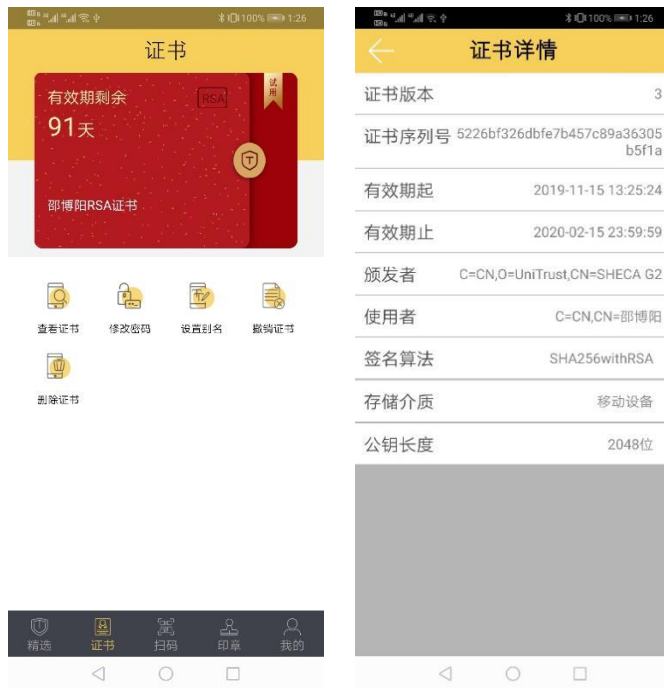 100% 1:26
证书
有效期剩余
RSA
试用
91天
邵博阳RSA证书
查看证书
修改密码
设置别名
撤销证书
删除证书
精选
证书
扫码
印章
我的
100% 1:26
证书详情
证书版本 3
证书序列号 5226bf326dbfe7b457c89a36305
b5f1a
有效期起 2019-11-15 13:25:24
有效期止 2020-02-15 23:59:59
颁发者 C=CN,O=UniTrust,CN=SHECA G2
使用者 C=CN,CN=邵博阳
签名算法 SHA256withRSA
存储介质 移动设备
公钥长度 2048位